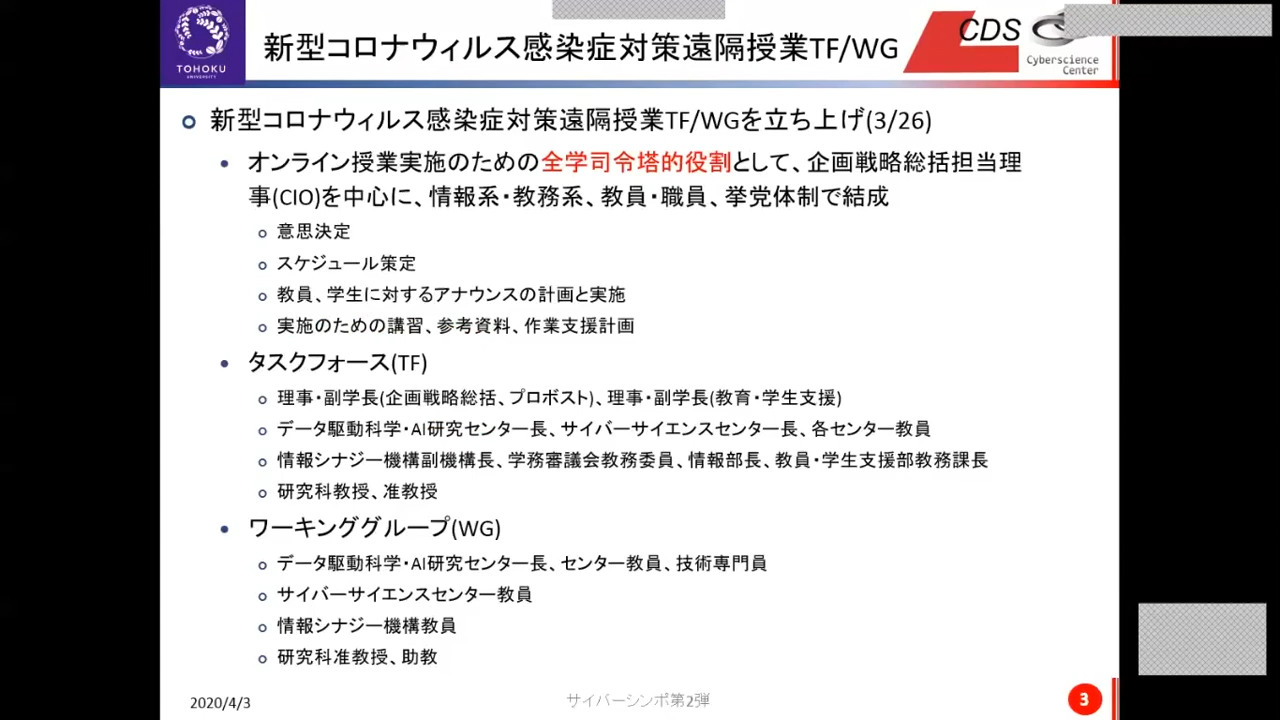 TOHOKU
UNIVERSITY
新型コロナウィルス感染症対策遠隔授業TF/WG
CDS
Cyberscience
Center
新型コロナウィルス感染症対策遠隔授業TF/WGを立ち上げ(3/26)
オンライン授業実施のための全学司令塔的役割として、企画戦略総括担当理
事(CIO)を中心に、情報系・教務系、教員・職員、挙党体制で結成
意思決定
スケジュール策定
教員、学生に対するアナウンスの計画と実施
実施のための講習、参考資料、作業支援計画
タスクフォース(TF)
理事・副学長(企画戦略総括、プロボスト)、理事・副学長(教育・学生支援)
データ駆動科学・AI研究センター長、サイバーサイエンスセンター長、各センター教員
情報シナジー機構副機構長、学務審議会教務委員、情報部長、教員・学生支援部教務課長
研究科教授、准教授
ワーキンググループ(WG)
データ駆動科学・AI研究センター長、センター教員、技術専門員
サイバーサイエンスセンター教員
情報シナジー機構教員
研究科准教授、助教
2020/4/3
サイバーシンポ第2弾
3